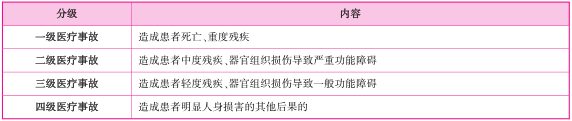 分级 内容
一级医疗事故 造成患者死亡、重度残疾
二级医疗事故 造成患者中度残疾、器官组织损伤导致严重功能障碍
三级医疗事故 造成患者轻度残疾、器官组织损伤导致一般功能障碍
四级医疗事故 造成患者明显人身损害的其他后果的